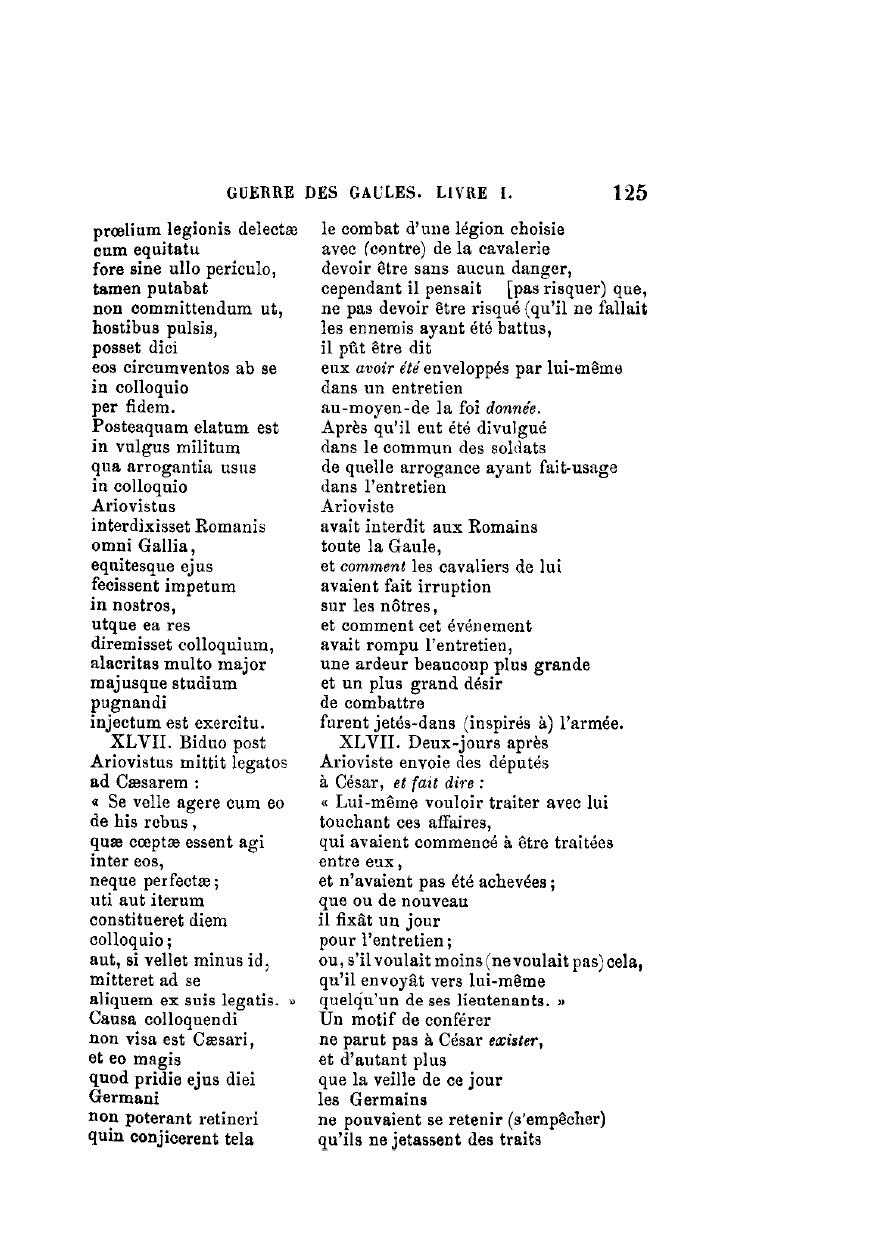 GUERRE DES GAULES. LIVRE I. 125
prœlium legionis delectæ
cum equitatu
fore sine ullo periculo,
tamen putabat
non committendum ut,
hostibus pulsis,
posset dici
eos circumventos ab se
in colloquio
per fidem.
Posteaquam elatum est
in vulgus militum
qua arrogantia usus
in colloquio
Ariovistus
interdixisset Romanis
omni Gallia,
equitesque ejus
fecissent impetum
in nostros,
utque ea res
diremisset colloquium,
alacritas multo major
majusque studium
pugnandi
injectum est exercitu.
XLVII. Biduo post
Ariovistus mittit legatos
ad Cæsarem :
« Se velle agere cum eo
de his rebus,
quæ cœptæ essent agi
inter eos,
neque perfectæ;
uti aut iterum
constitueret diem
colloquio;
aut, si vellet minus id,
mitteret ad se
aliquem ex suis legatis. »
Causa colloquendi
non visa est Cæsari,
et eo magis
quod pridie ejus diei
Germani
non poterant retineri
quin conjicerent tela
le combat d'une légion choisie
avec (contre) de la cavalerie
devoir être sans aucun danger,
cependant il pensait [pas risquer) que,
ne pas devoir être risqué (qu'il ne fallait
les ennemis ayant été battus,
il pût être dit
eux avoir été enveloppés par lui-même
dans un entretien
au-moyen-de la foi donnée.
Après qu'il eut été divulgué
dans le commun des soldats
de quelle arrogance ayant fait-usage
dans l'entretien
Arioviste
avait interdit aux Romains
toute la Gaule,
et comment les cavaliers de lui
avaient fait irruption
sur les nôtres,
et comment cet événement
avait rompu l'entretien,
une ardeur beaucoup plus grande
et un plus grand désir
de combattre
furent jetés-dans (inspirés à) l'armée.
XLVII. Deux-jours après
Arioviste envoie des députés
à César, et fait dire :
« Lui-même vouloir traiter avec lui
touchant ces affaires,
qui avaient commencé à être traitées
entre eux,
et n'avaient pas été achevées;
que ou de nouveau
il fixât un jour
pour l'entretien;
ou, s'il voulait moins (ne voulait pas) cela,
qu'il envoyât vers lui-même
quelqu'un de ses lieutenants. »
Un motif de conférer
ne parut pas à César exister,
et d'autant plus
que la veille de ce jour
les Germains
ne pouvaient se retenir (s'empêcher)
qu'ils ne jetassent des traits